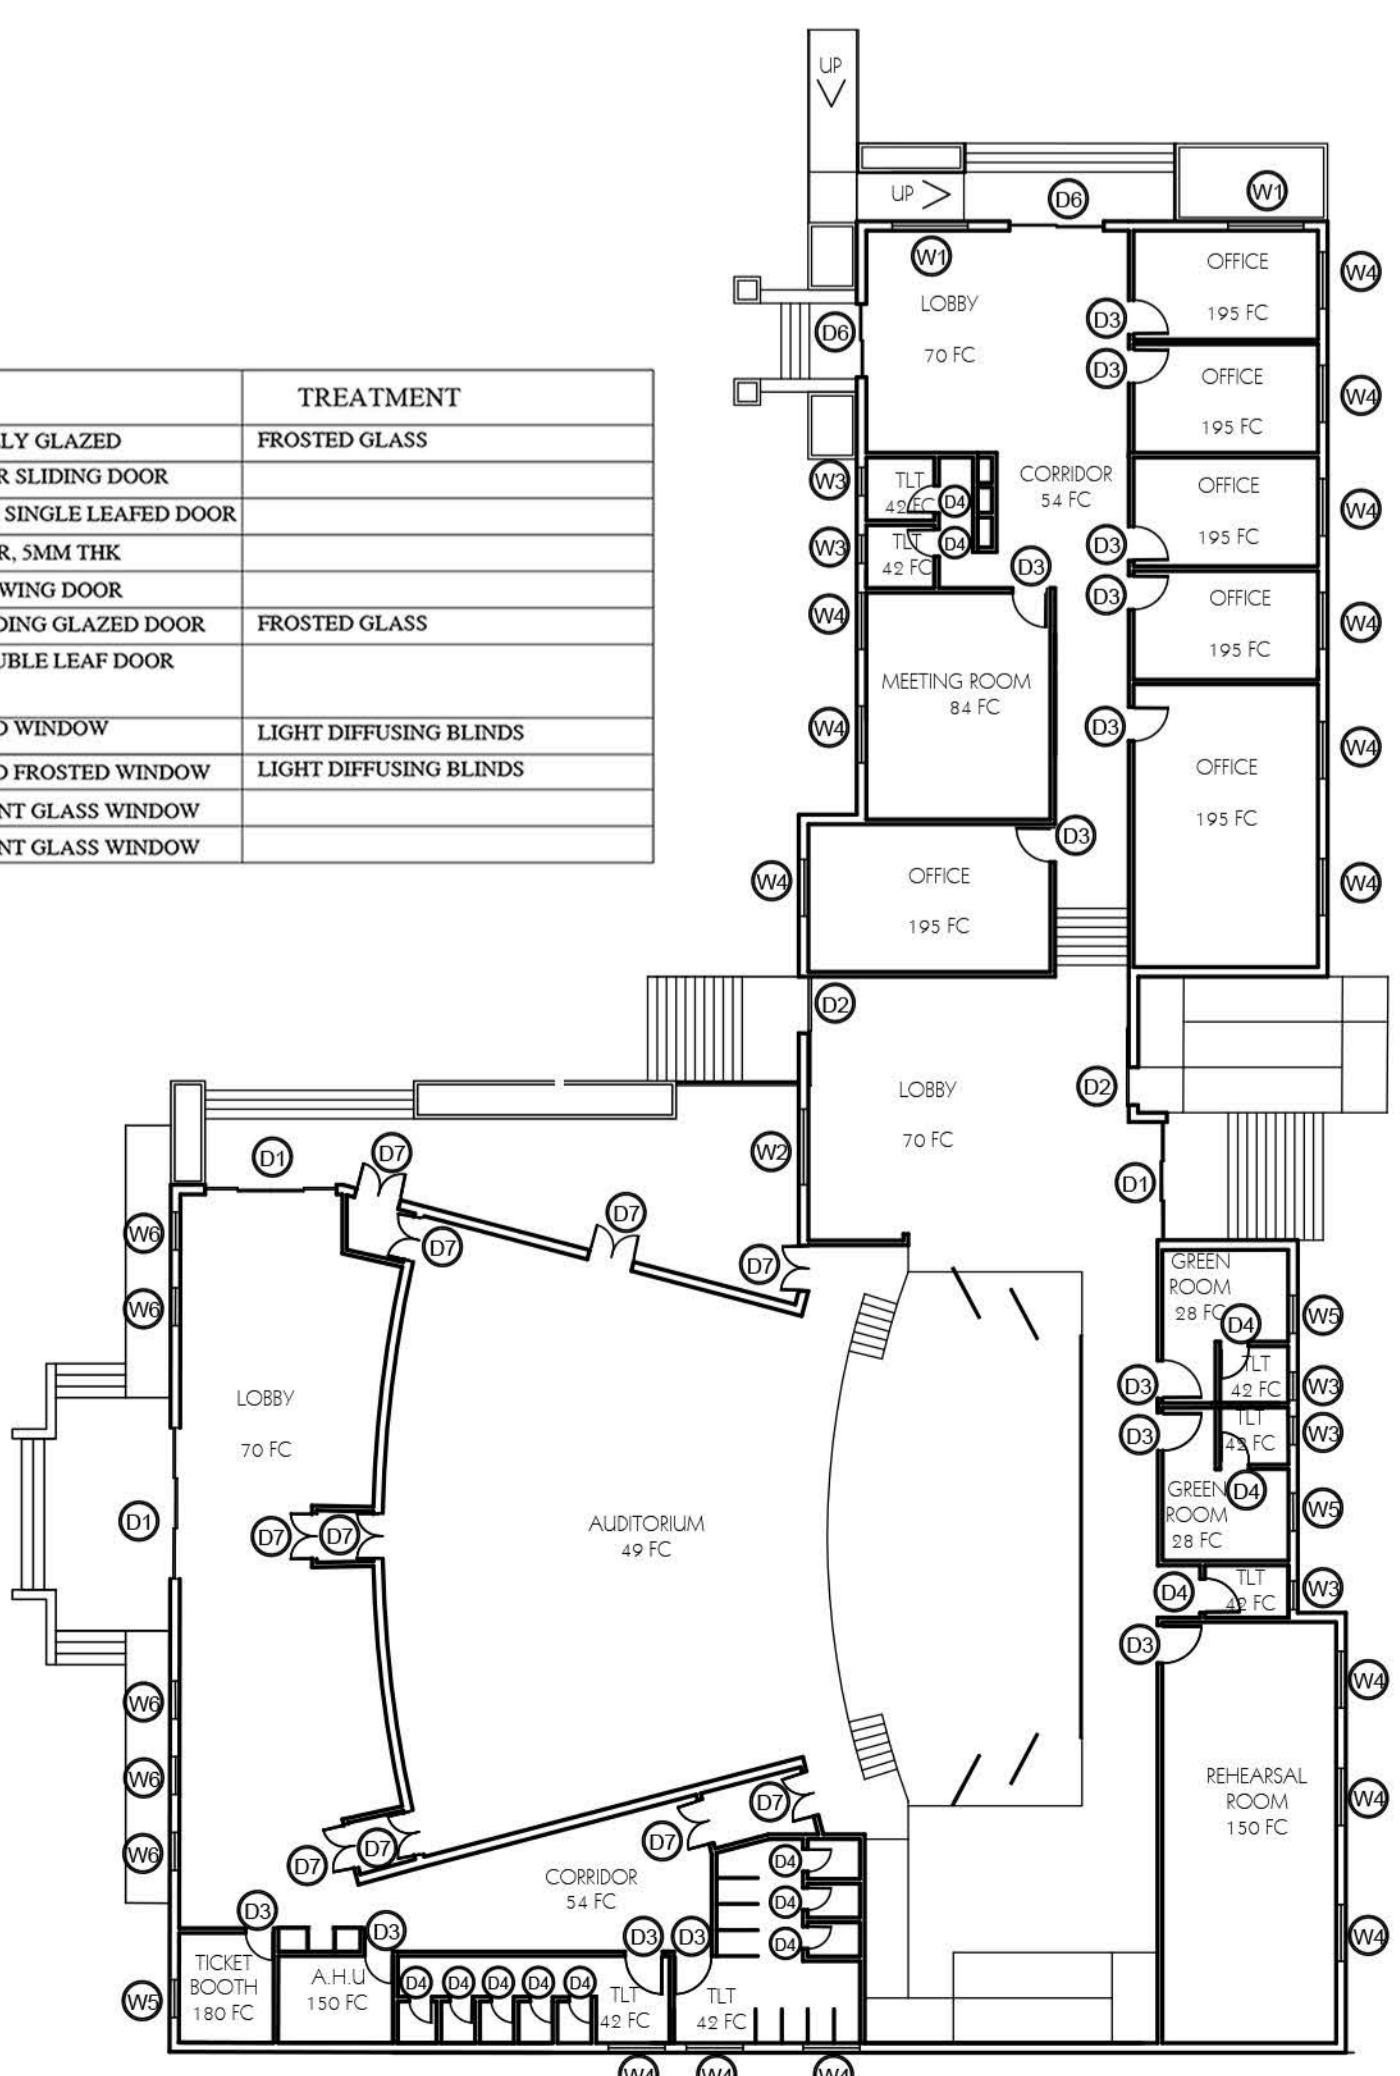 UP
UP
D6
W1
W1
OFFICE
195 FC
W4
LOBBY
70 FC
D6
D3
D3
OFFICE
195 FC
W4
TREATMENT
LY GLAZED FROSTED GLASS
R SLIDING DOOR
SINGLE LEAFED DOOR
R, 5MM THK
WING DOOR
DING GLAZED DOOR FROSTED GLASS
UBLE LEAF DOOR
D WINDOW LIGHT DIFFUSING BLINDS
D FROSTED WINDOW LIGHT DIFFUSING BLINDS
NT GLASS WINDOW
NT GLASS WINDOW
W3
TLT
42 FC
D4
CORRIDOR
54 FC
OFFICE
195 FC
W4
W3
TLT
42 FC
D4
D3
D3
D3
OFFICE
195 FC
W4
W4
MEETING ROOM
84 FC
W4
D3
OFFICE
195 FC
W4
W4
D3
W4
OFFICE
195 FC
D2
LOBBY
70 FC
D2
W2
D1
D1
D7
D7
D7
D7
W6
W6
GREEN
ROOM
28 FC
D4
W5
TLT
42 FC
W3
D3
D3
TLT
42 FC
W3
GREEN
ROOM
28 FC
D4
W5
LOBBY
70 FC
D1
D7
D7
AUDITORIUM
49 FC
D4
TLT
42 FC
W3
D3
W4
W6
W6
W6
REHEARSAL
ROOM
150 FC
W4
W4
D7
D7
D7
D7
CORRIDOR
54 FC
D4
D4
D4
D3
D3
D3
D3
TICKET
BOOTH
180 FC
W5
A.H.U
150 FC
D4
D4
D4
D4
D4
TLT
42 FC
TLT
42 FC
W4
W4
W4